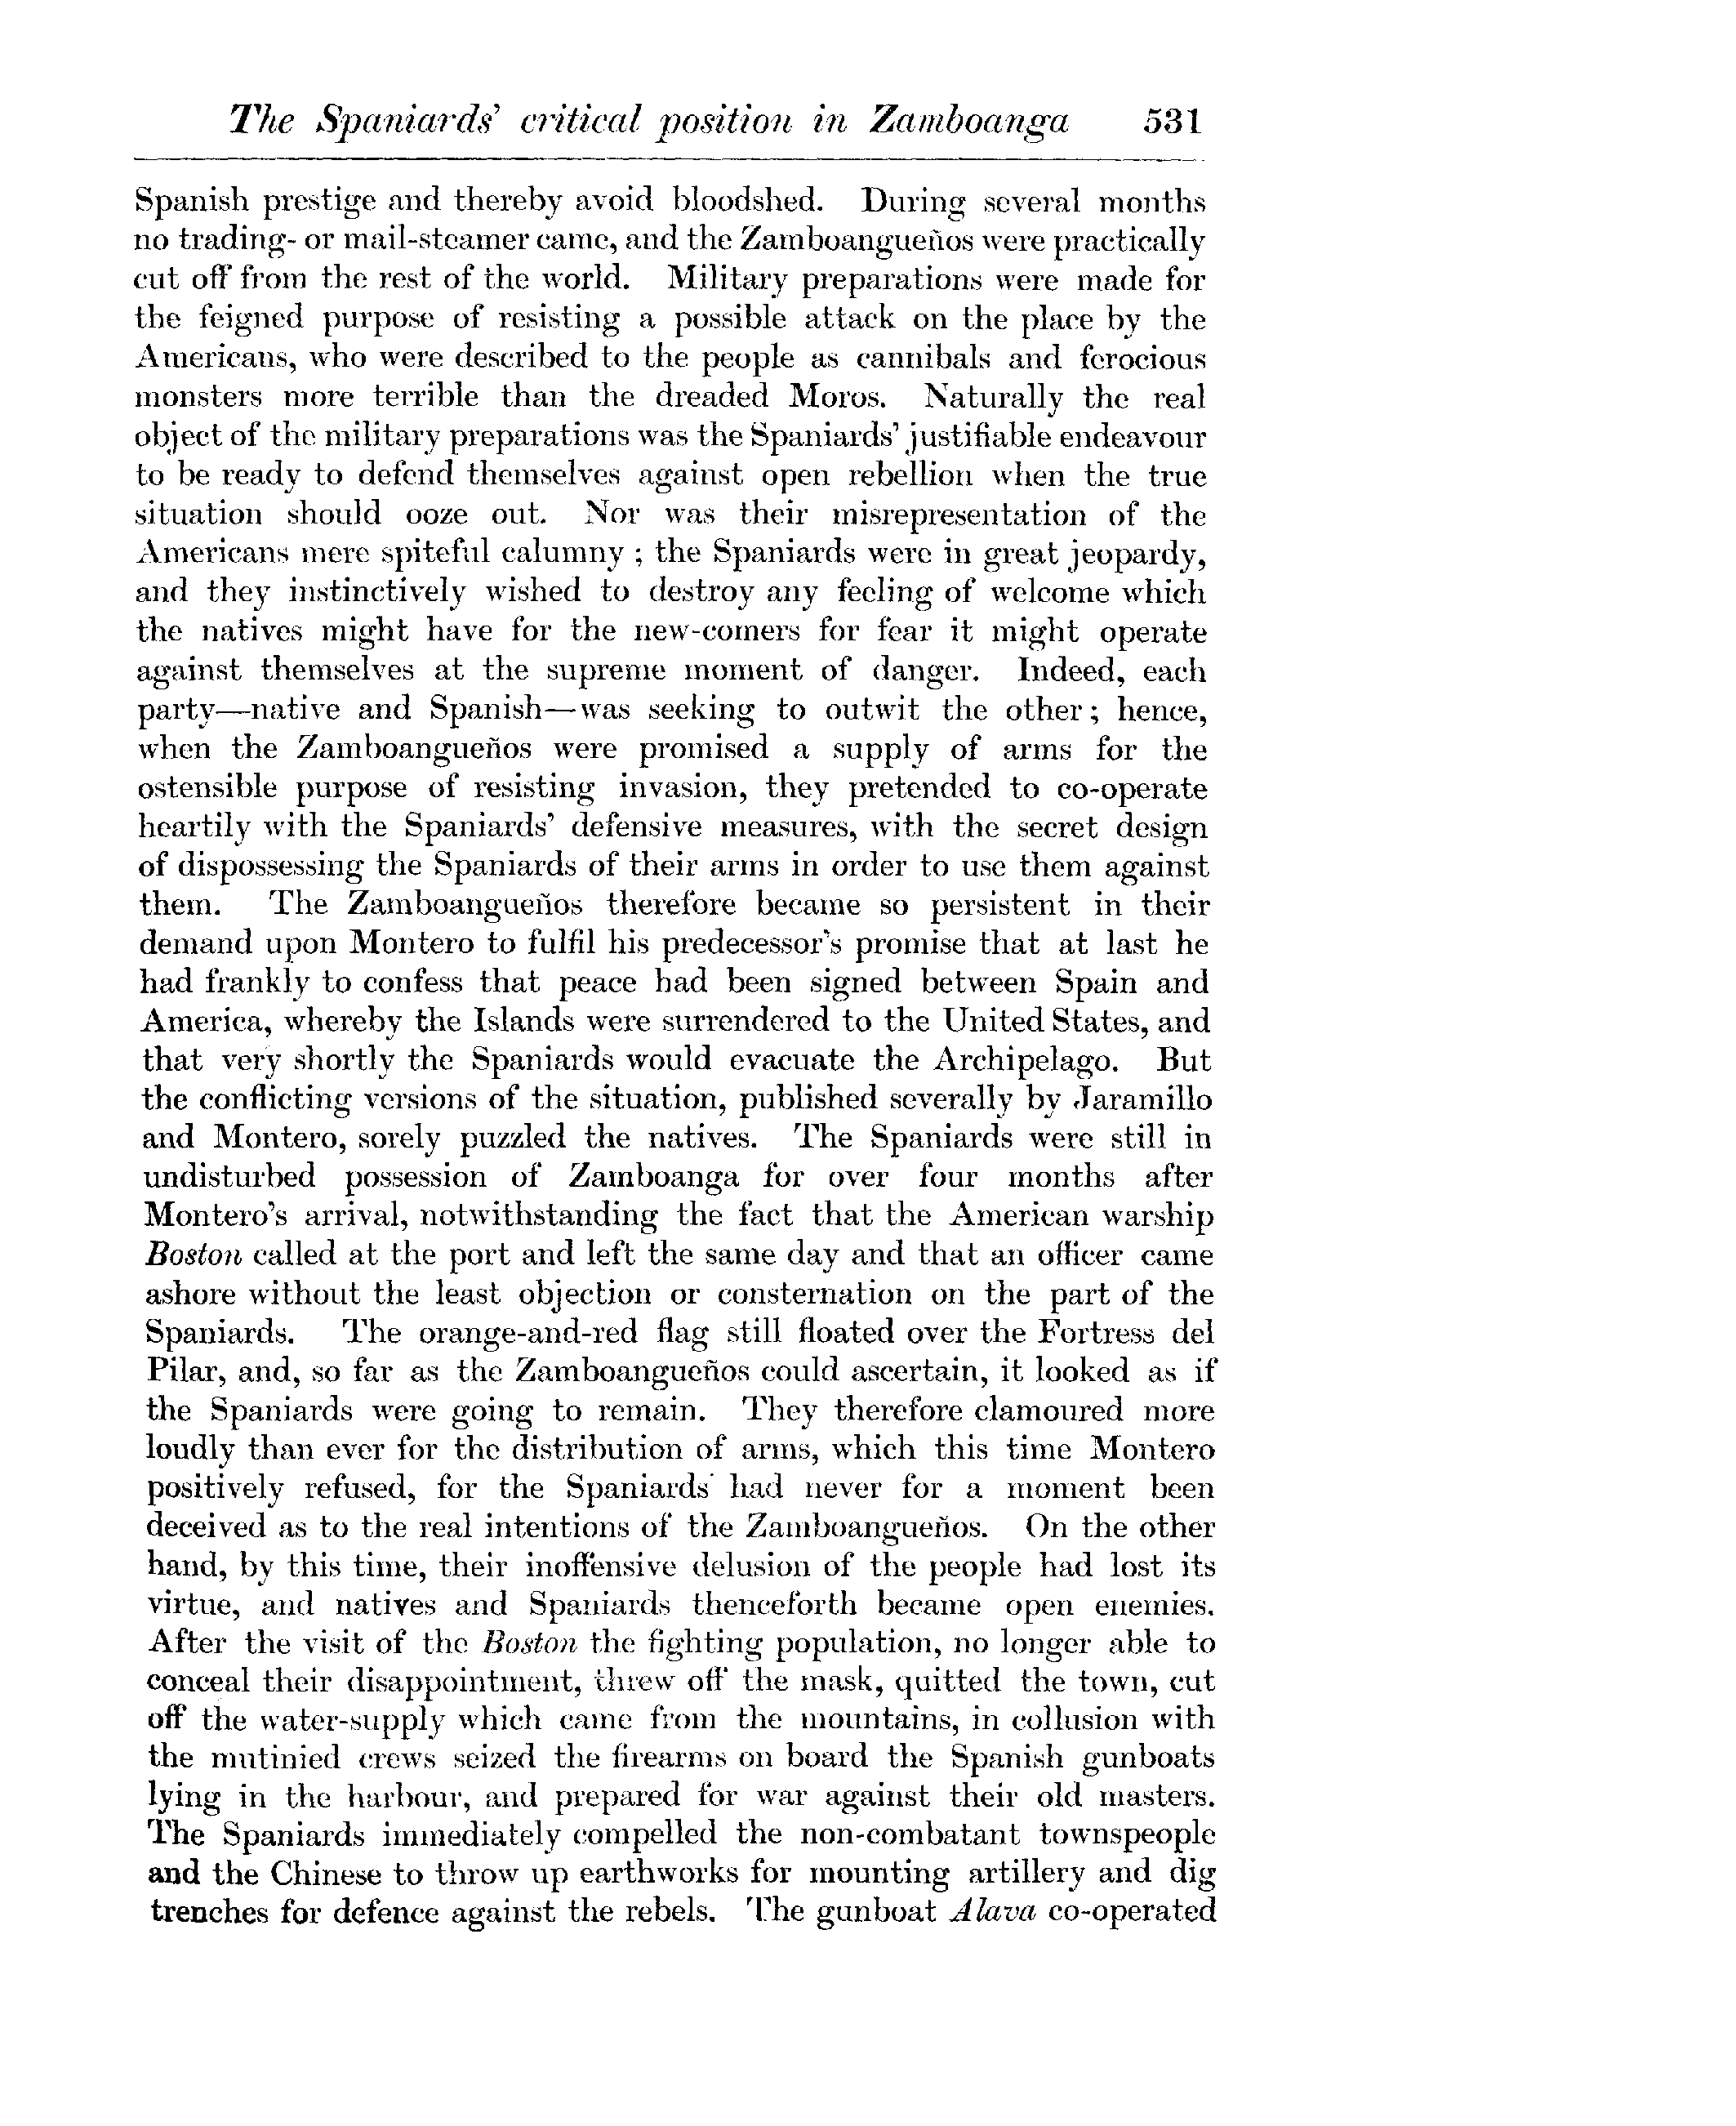 The Spaniards' critical position in Zamboanga 531
Spanish prestige and thereby avoid bloodshed. During several months
no trading- or mail-steamer came, and the Zamboangueños were practically
cut off from the rest of the world. Military preparations were made for
the feigned purpose of resisting a possible attack on the place by the
Americans, who were described to the people as cannibals and ferocious
monsters more terrible than the dreaded Moros. Naturally the real
object of the military preparations was the Spaniards' justifiable endeavour
to be ready to defend themselves against open rebellion when the true
situation should ooze out. Nor was their misrepresentation of the
Americans mere spiteful calumny ; the Spaniards were in great jeopardy,
and they instinctively wished to destroy any feeling of welcome which
the natives might have for the new-comers for fear it might operate
against themselves at the supreme moment of danger. Indeed, each
party—native and Spanish—was seeking to outwit the other ; hence,
when the Zamboangueños were promised a supply of arms for the
ostensible purpose of resisting invasion, they pretended to co-operate
heartily with the Spaniards' defensive measures, with the secret design
of dispossessing the Spaniards of their arms in order to use them against
them. The Zamboangueños therefore became so persistent in their
demand upon Montero to fulfil his predecessor's promise that at last he
had frankly to confess that peace had been signed between Spain and
America, whereby the Islands were surrendered to the United States, and
that very shortly the Spaniards would evacuate the Archipelago. But
the conflicting versions of the situation, published severally by Jaramillo
and Montero, sorely puzzled the natives. The Spaniards were still in
undisturbed possession of Zamboanga for over four months after
Montero's arrival, notwithstanding the fact that the American warship
Boston called at the port and left the same day and that an officer came
ashore without the least objection or consternation on the part of the
Spaniards. The orange-and-red flag still floated over the Fortress del
Pilar, and, so far as the Zamboangueños could ascertain, it looked as if
the Spaniards were going to remain. They therefore clamoured more
loudly than ever for the distribution of arms, which this time Montero
positively refused, for the Spaniards had never for a moment been
deceived as to the real intentions of the Zamboangueños. On the other
hand, by this time, their inoffensive delusion of the people had lost its
virtue, and natives and Spaniards thenceforth became open enemies.
After the visit of the Boston the fighting population, no longer able to
conceal their disappointment, threw off the mask, quitted the town, cut
off the water-supply which came from the mountains, in collusion with
the mutinied crews seized the firearms on board the Spanish gunboats
lying in the harbour, and prepared for war against their old masters.
The Spaniards immediately compelled the non-combatant townspeople
and the Chinese to throw up earthworks for mounting artillery and dig
trenches for defence against the rebels. The gunboat Alava co-operated